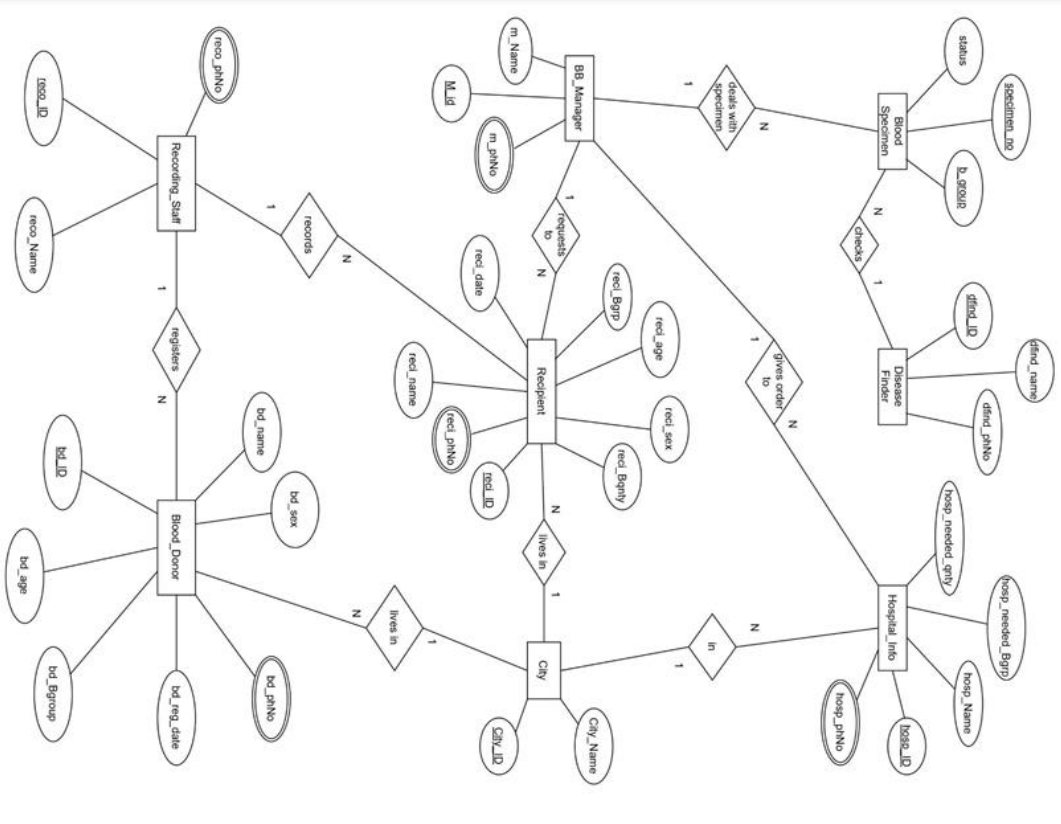 status
specimen_no
b_group
Blood
Specimen
N
checks
1
dfind_ID
dfind_name
dfind_phNo
Disease
Finder
hosp_needed_qnty
hosp_needed_Bgrp
hosp_Name
hosp_ID
hosp_phNo
Hospital_Info
N
deals with
specimen
1
1
gives order
to
N
N
in
1
BB_Manager
m_Name
M_id
m_phNo
1
requests
to
N
reci_Bgrp
reci_age
reci_sex
reci_Bqnty
reci_date
Recipient
reci_name
reci_phNo
reci_ID
N
lives in
1
City
City_Name
City_ID
reco_phNo
reco_ID
reco_Name
Recording_Staff
1
records
N
1
registers
N
bd_name
bd_sex
Blood_Donor
bd_ID
bd_age
bd_Bgroup
bd_reg_date
bd_phNo
N
lives in
1